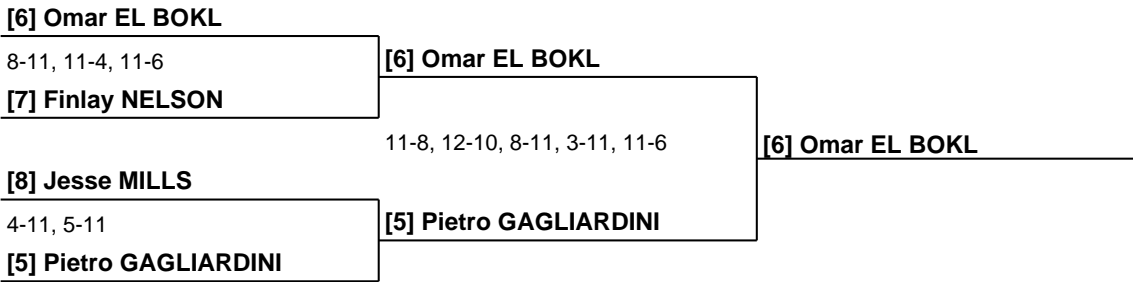 [6] Omar EL BOKL
8-11, 11-4, 11-6
[6] Omar EL BOKL
[7] Finlay NELSON
11-8, 12-10, 8-11, 3-11, 11-6
[6] Omar EL BOKL
[8] Jesse MILLS
4-11, 5-11
[5] Pietro GAGLIARDINI
[5] Pietro GAGLIARDINI